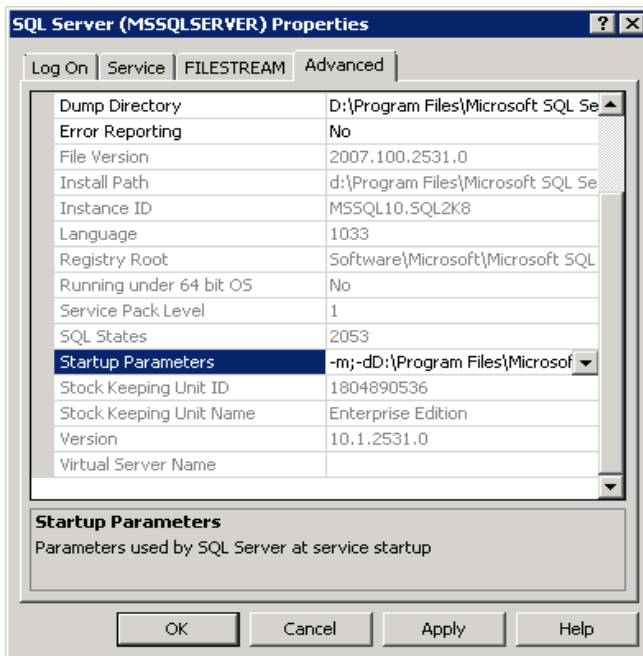 SQL Server (MSSQLSERVER) Properties
Log On Service FILESTREAM Advanced
Dump Directory D:\Program Files\Microsoft SQL Se
Error Reporting No
File Version 2007.100.2531.0
Install Path d:\Program Files\Microsoft SQL Se
Instance ID MSSQL10.SQL2K8
Language 1033
Registry Root Software\Microsoft\Microsoft SQL
Running under 64 bit OS No
Service Pack Level 1
SQL States 2053
Startup Parameters -m;-dD:\Program Files\Microsof
Stock Keeping Unit ID 1804890536
Stock Keeping Unit Name Enterprise Edition
Version 10.1.2531.0
Virtual Server Name
Startup Parameters
Parameters used by SQL Server at service startup
OK Cancel Apply Help